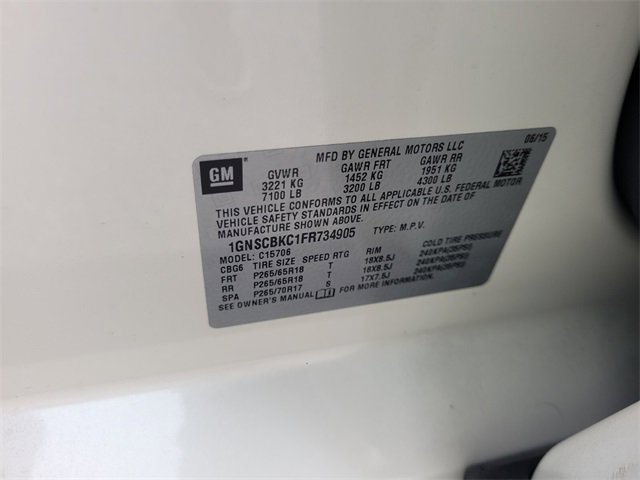 GM
MFD BY GENERAL MOTORS LLC 06/15
GVWR GAWR FRT GAWR RR
3221 KG 1452 KG 1951 KG
7100 LB 3200 LB 4300 LB
THIS VEHICLE CONFORMS TO ALL APPLICABLE U.S. FEDERAL MOTOR
VEHICLE SAFETY STANDARDS IN EFFECT ON THE DATE OF
MANUFACTURE SHOWN ABOVE.
1GNSCBKC1FR734905 TYPE: M.P.V.
MODEL: C15706
CBG6 TIRE SIZE SPEED RTG RIM COLD TIRE PRESSURE
FRT P265/65R18 T 18X8.5J 240KPA(35PSI)
RR P265/65R18 T 18X8.5J 240KPA(35PSI)
SPA P265/70R17 S 17X7.5J 240KPA(35PSI)
SEE OWNER'S MANUAL FOR MORE INFORMATION.